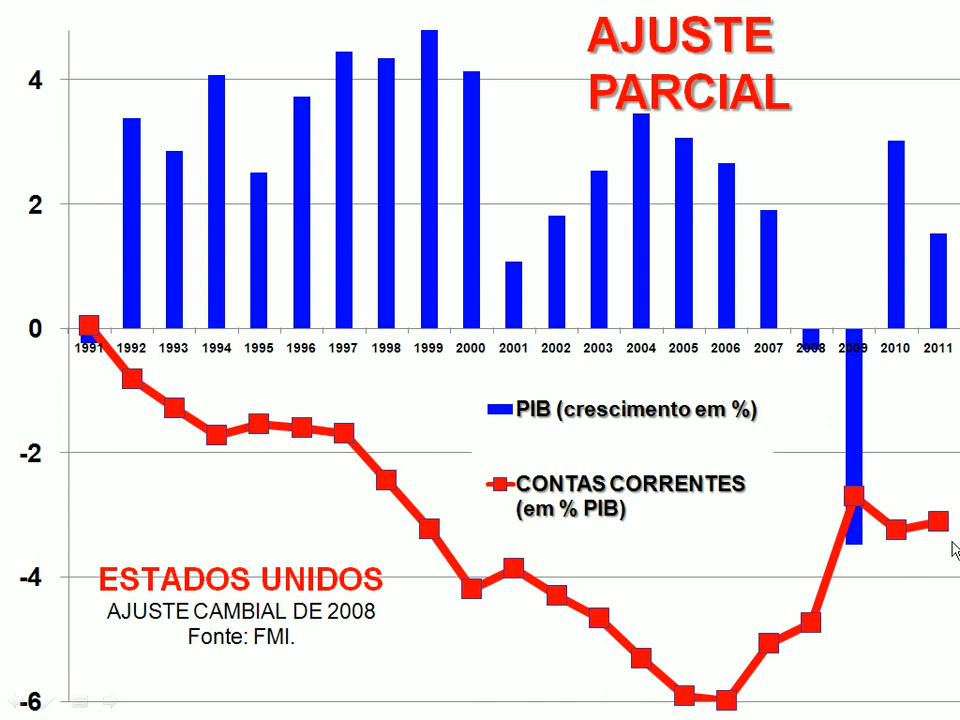 AJUSTE
PARCIAL
4
2
0
1991 1992 1993 1994 1995 1996 1997 1998 1999 2000 2001 2002 2003 2004 2005 2006 2007 2008 2009 2010 2011
PIB (crescimento em %)
-2
CONTAS CORRENTES
(em % PIB)
-4
ESTADOS UNIDOS
AJUSTE CAMBIAL DE 2008
Fonte: FMI.
-6